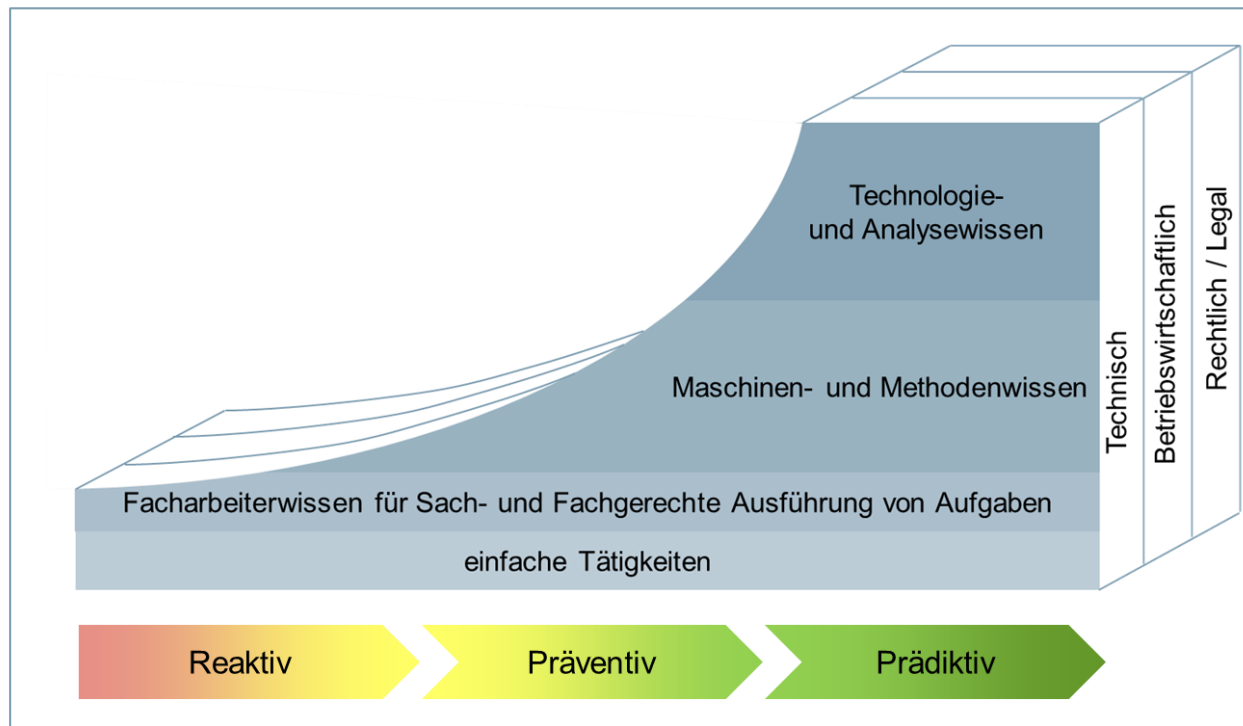 Technologie-
und Analysewissen
Maschinen- und Methodenwissen
Facharbeiterwissen für Sach- und Fachgerechte Ausführung von Aufgaben
einfache Tätigkeiten
Technisch
Betriebswirtschaftlich
Rechtlich / Legal
Reaktiv
Präventiv
Prädiktiv